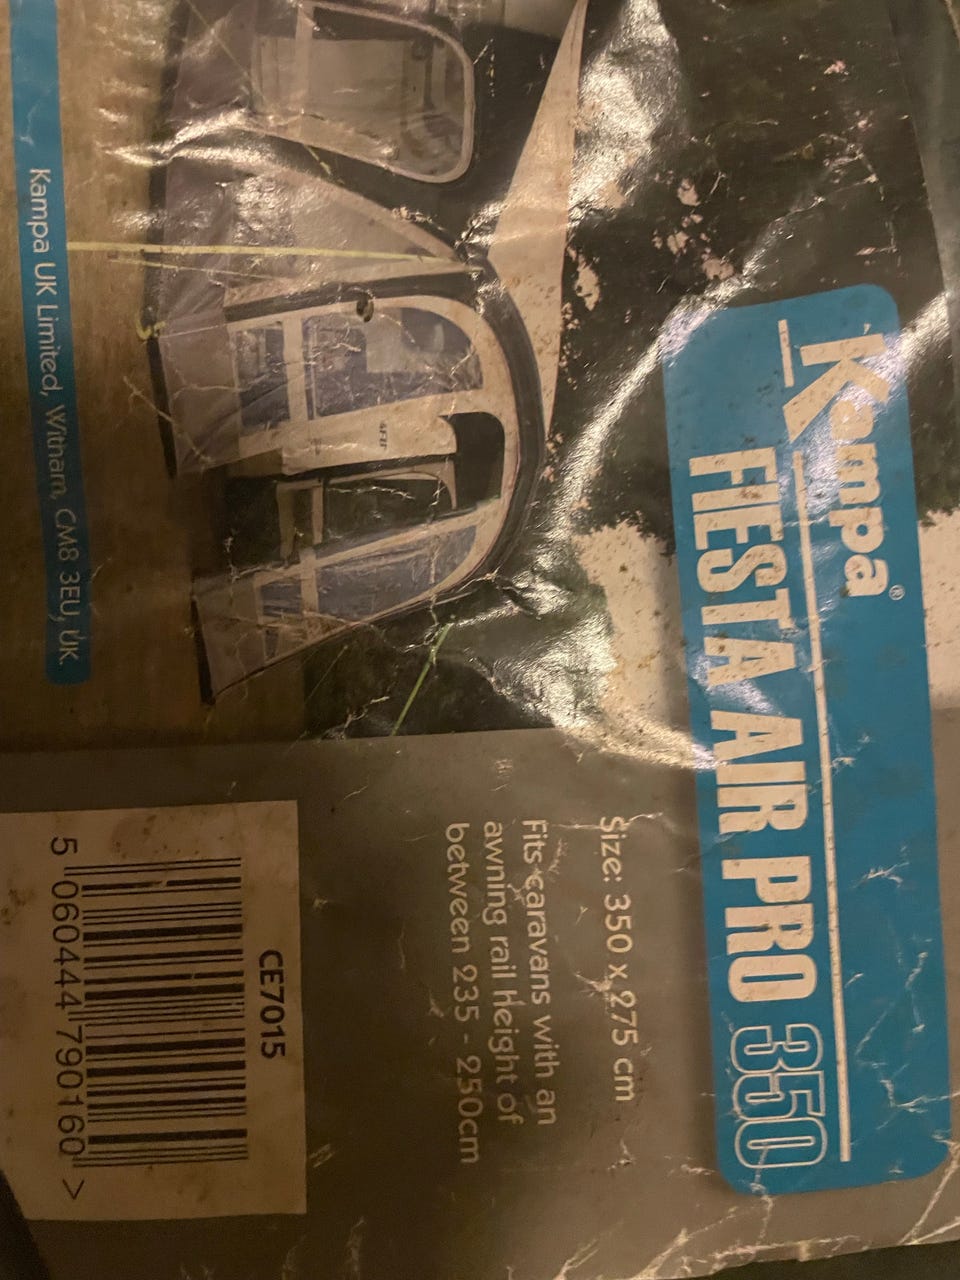 Kampa®
FIESTA AIR PRO 350
Size: 350 x 275 cm
Fits caravans with an
awning rail height of
between 235 - 250cm
CE7015
5 060444 790160 >
Kampa UK Limited, Witham, CM8 3EU, UK